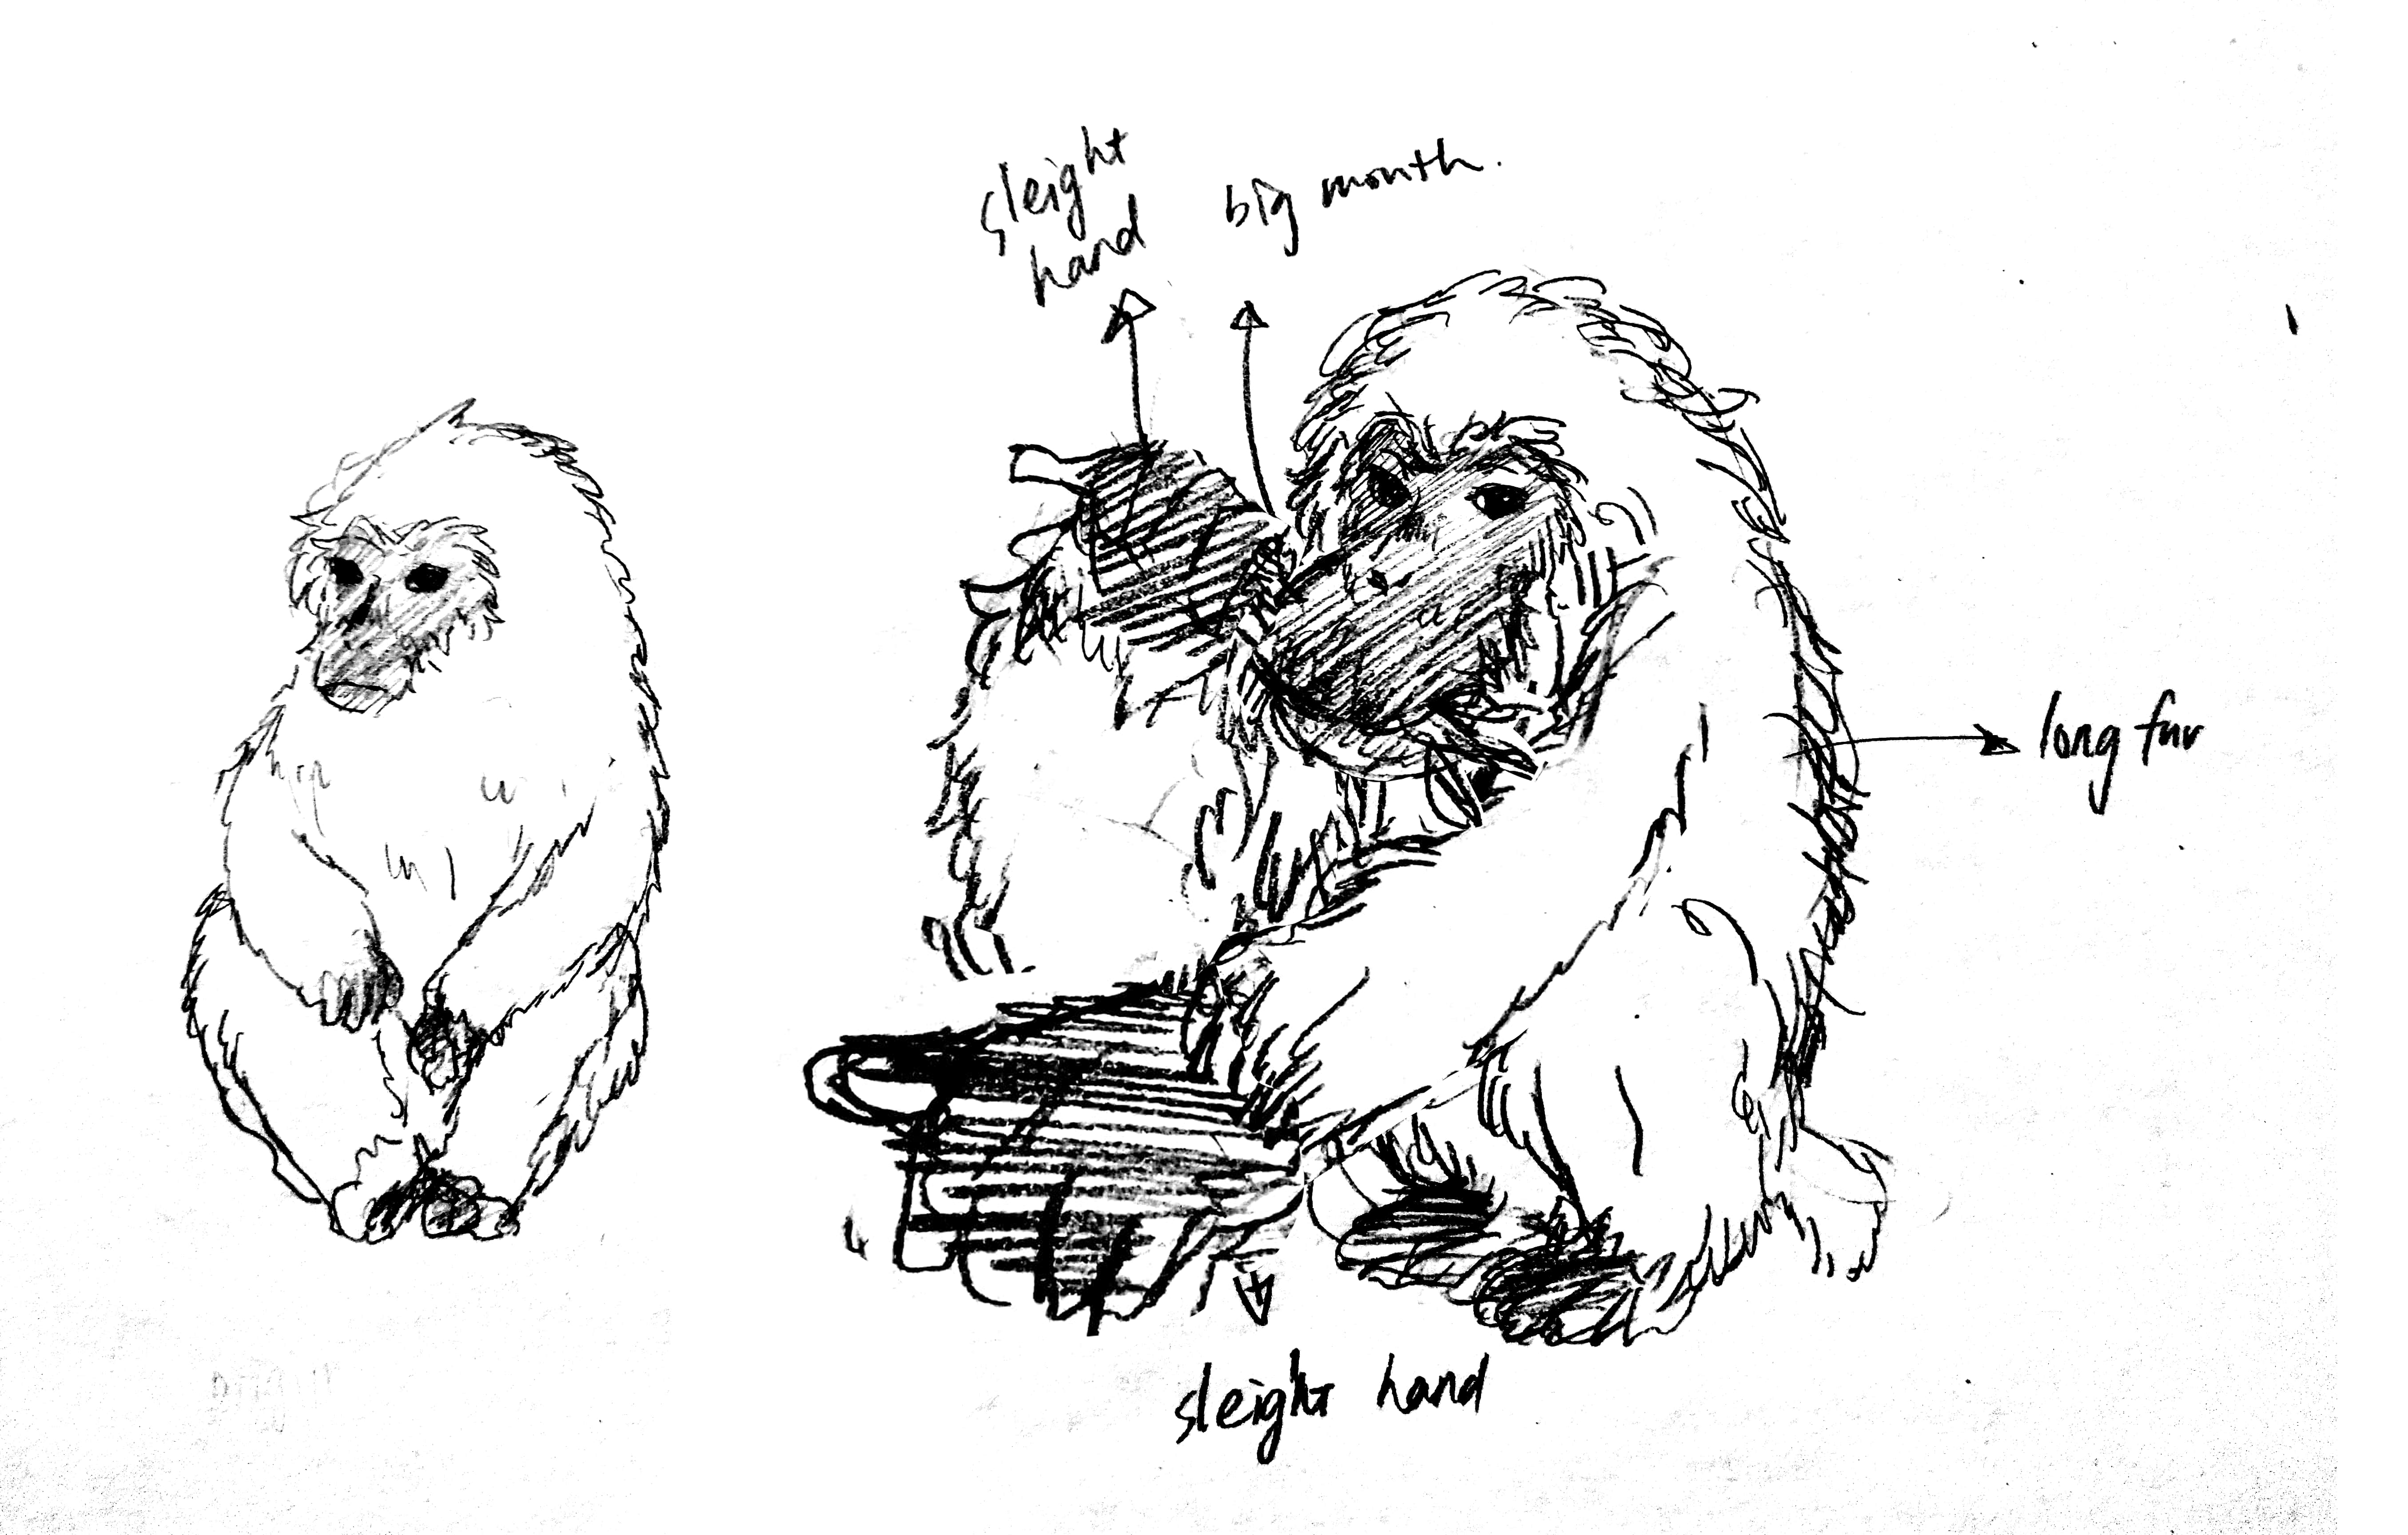 sleight
hand
big month.
long fur
sleight hand